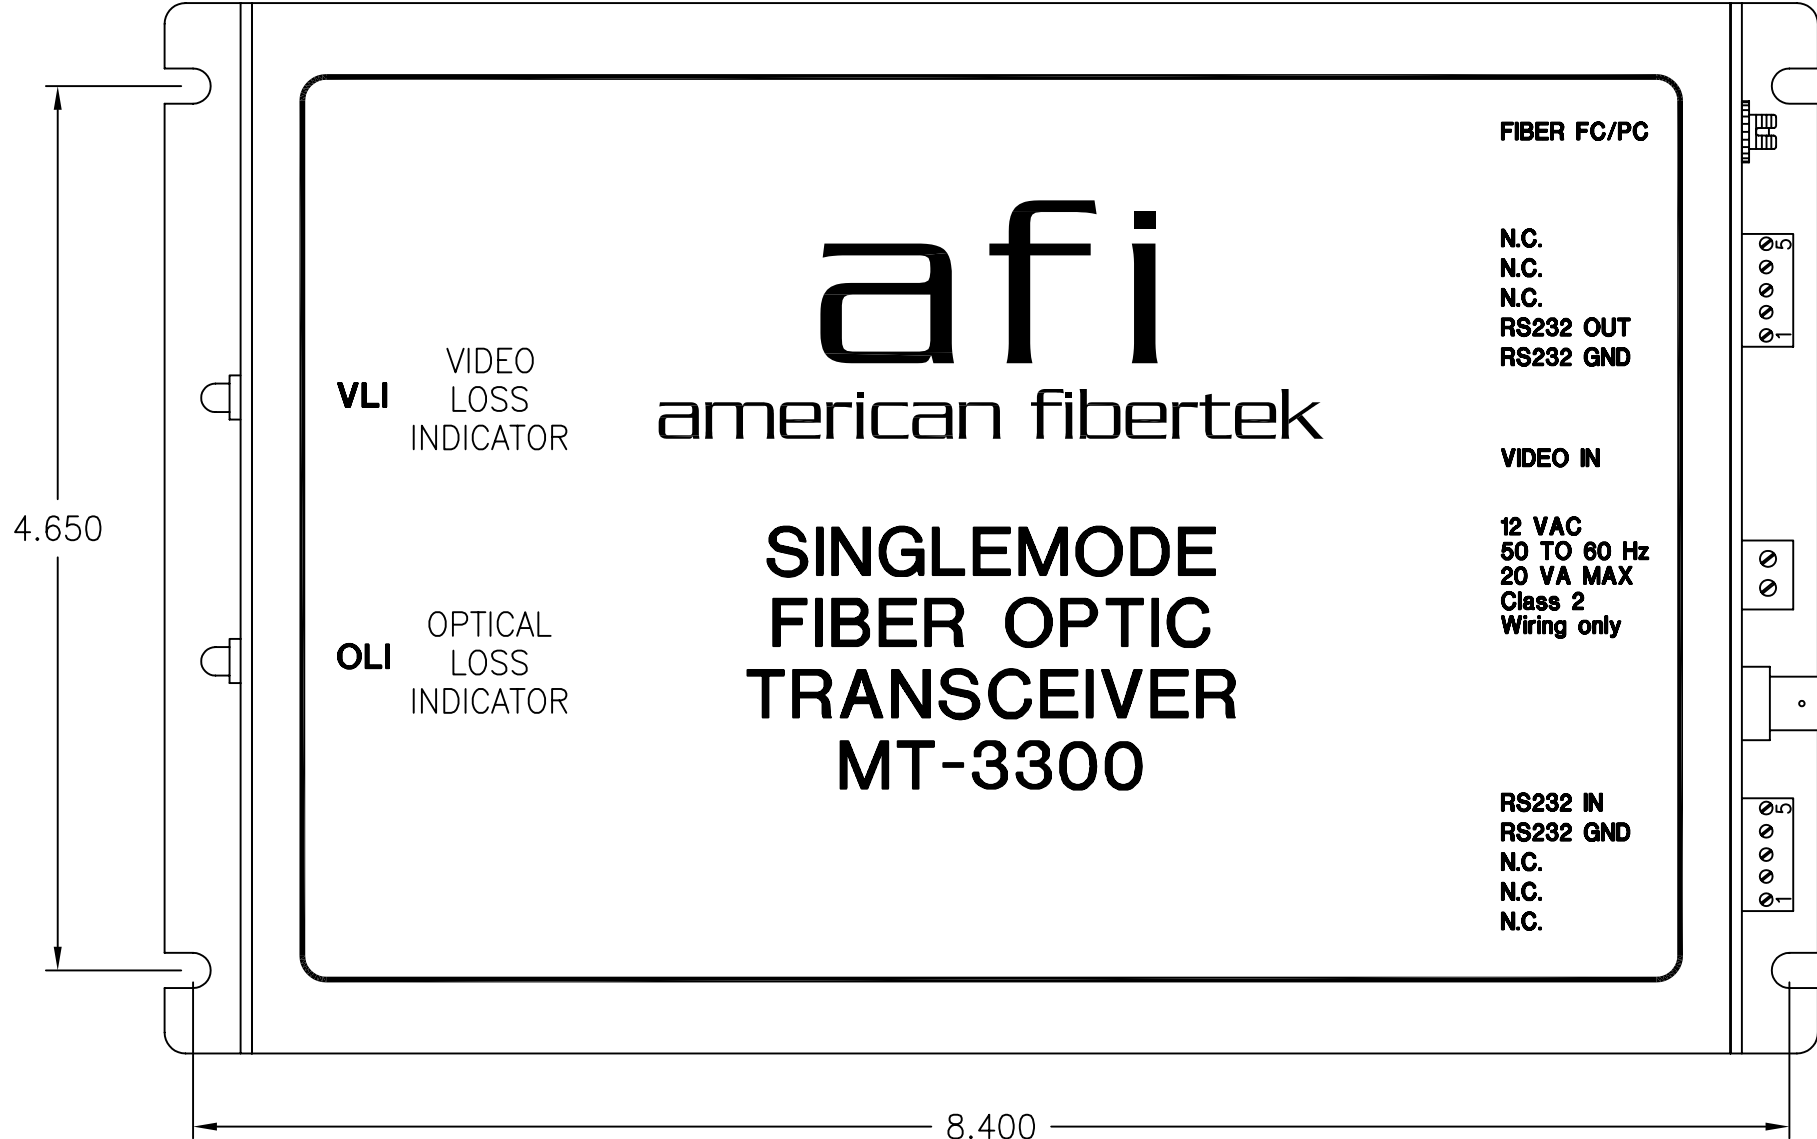 FIBER FC/PC
afi
american fibertek
N.C.
N.C.
N.C.
RS232 OUT
RS232 GND
5
1
VLI
VIDEO
LOSS
INDICATOR
VIDEO IN
4.650
SINGLEMODE
FIBER OPTIC
TRANSCEIVER
MT-3300
12 VAC
50 TO 60 Hz
20 VA MAX
Class 2
Wiring only
OLI
OPTICAL
LOSS
INDICATOR
RS232 IN
RS232 GND
N.C.
N.C.
N.C.
5
1
8.400